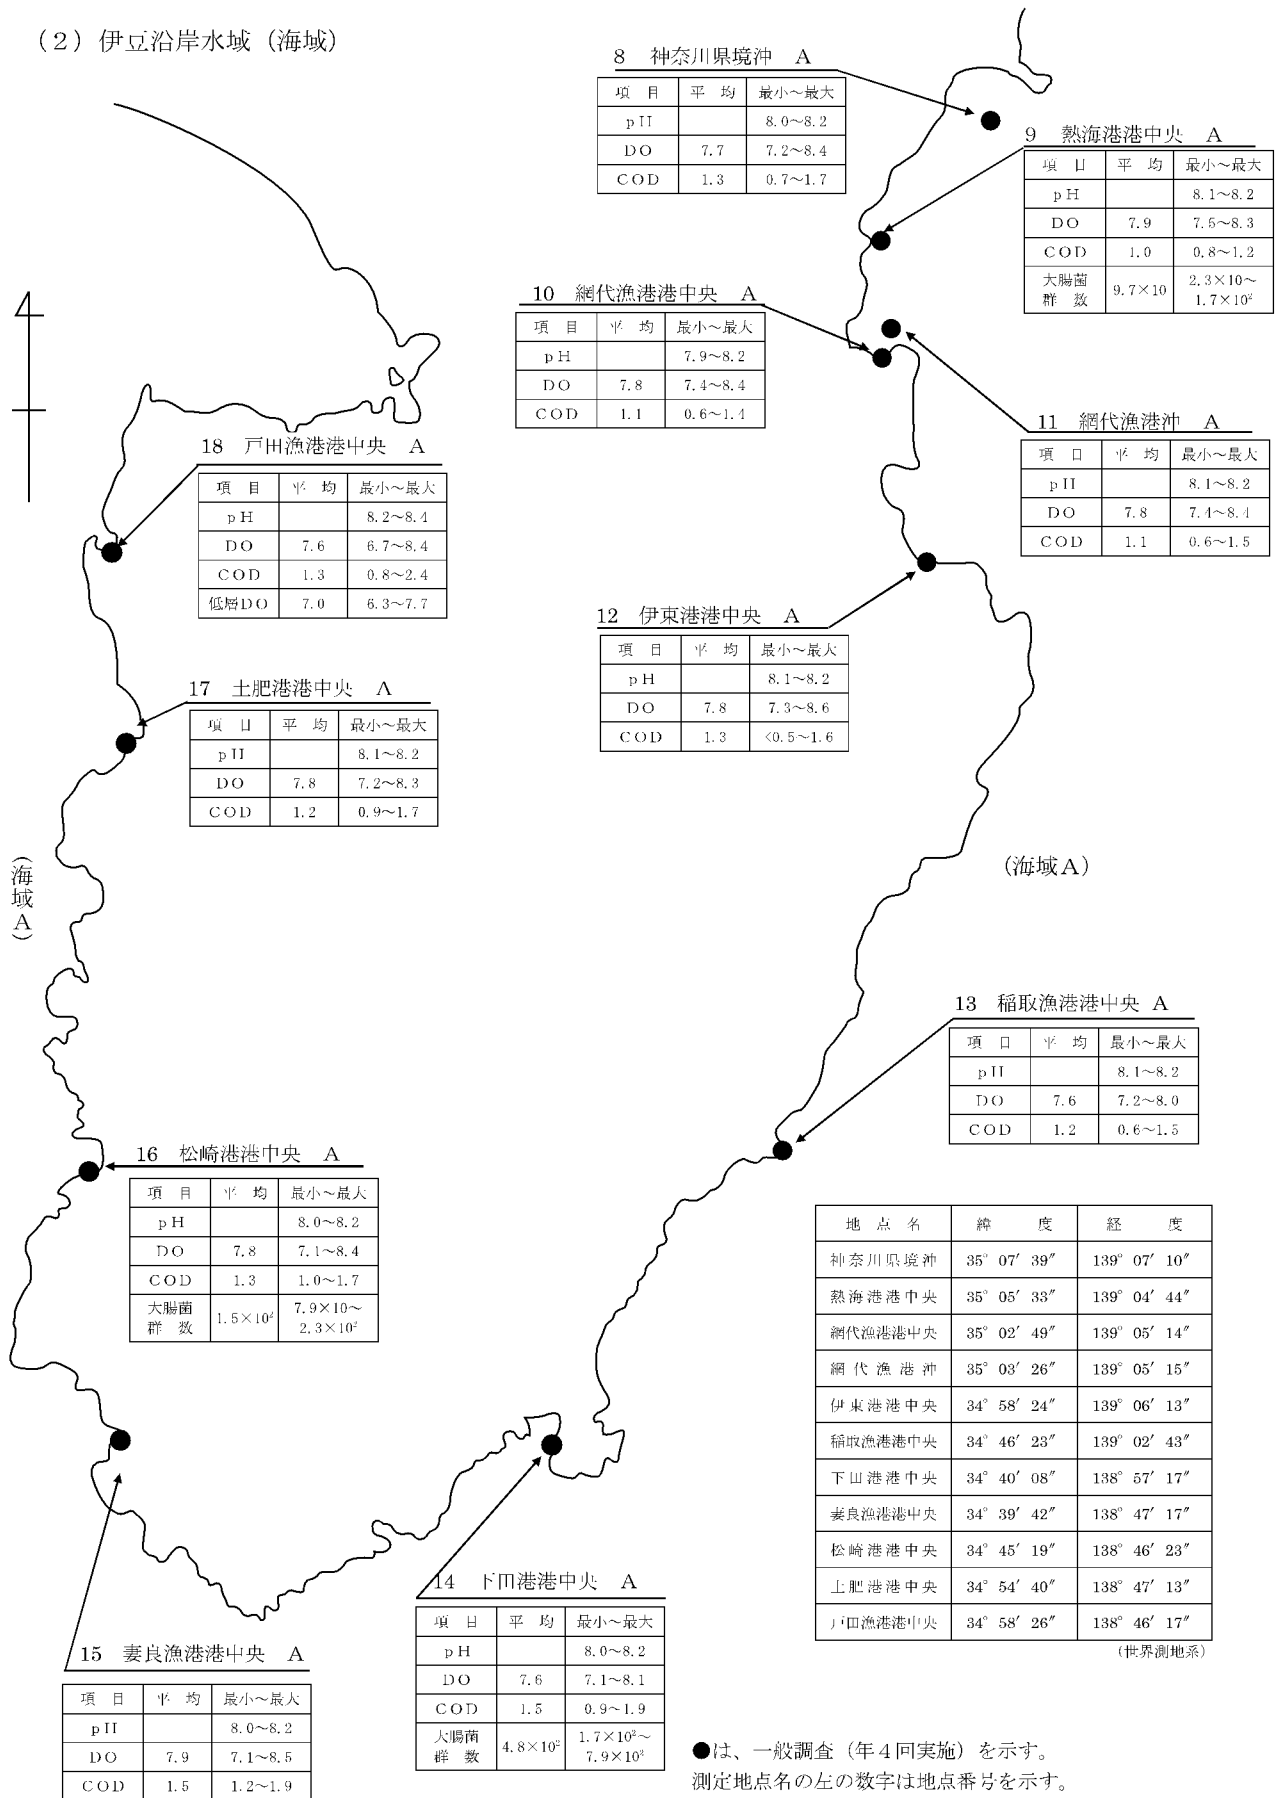 （2）伊豆沿岸水域（海域）
8 神奈川県境沖 A
項 目 平 均 最小～最大
pH 8.0～8.2
DO 7.7 7.2～8.4
COD 1.3 0.7～1.7
9 熱海港港中央 A
項 目 平 均 最小～最大
pH 8.1～8.2
DO 7.9 7.5～8.3
COD 1.0 0.8～1.2
大腸菌群数 9.7×10 2.3×10～
1.7×10²
10 網代漁港港中央 A
項 目 平 均 最小～最大
pH 7.9～8.2
DO 7.8 7.4～8.4
COD 1.1 0.6～1.4
11 網代漁港沖 A
項 目 平 均 最小～最大
pH 8.1～8.2
DO 7.8 7.4～8.4
COD 1.1 0.6～1.5
18 戸田漁港港中央 A
項 目 平 均 最小～最大
pH 8.2～8.4
DO 7.6 6.7～8.4
COD 1.3 0.8～2.4
低層DO 7.0 6.3～7.7
12 伊東港港中央 A
項 目 平 均 最小～最大
pH 8.1～8.2
DO 7.8 7.3～8.6
COD 1.3 <0.5～1.6
17 土肥港港中央 A
項 目 平 均 最小～最大
pH 8.1～8.2
DO 7.8 7.2～8.3
COD 1.2 0.9～1.7
（海域A）
（海域A）
13 稲取漁港港中央 A
項 目 平 均 最小～最大
pH 8.1～8.2
DO 7.6 7.2～8.0
COD 1.2 0.6～1.5
16 松崎港港中央 A
項 目 平 均 最小～最大
pH 8.0～8.2
DO 7.8 7.1～8.4
COD 1.3 1.0～1.7
大腸菌群数 1.5×10² 7.9×10～
2.3×10²
地 点 名 緯 度 経 度
神奈川県境沖 35° 07′ 39″ 139° 07′ 10″
熱海港港中央 35° 05′ 33″ 139° 04′ 44″
網代漁港港中央 35° 02′ 49″ 139° 05′ 14″
網代漁港沖 35° 03′ 26″ 139° 05′ 15″
伊東港港中央 34° 58′ 24″ 139° 06′ 13″
稲取漁港港中央 34° 46′ 23″ 139° 02′ 43″
下田港港中央 34° 40′ 08″ 138° 57′ 17″
妻良漁港港中央 34° 39′ 42″ 138° 47′ 17″
松崎港港中央 34° 45′ 19″ 138° 46′ 23″
土肥港港中央 34° 54′ 40″ 138° 47′ 13″
戸田漁港港中央 34° 58′ 26″ 138° 46′ 17″
（世界測地系）
14 下田港港中央 A
項 目 平 均 最小～最大
pH 8.0～8.2
DO 7.6 7.1～8.1
COD 1.5 0.9～1.9
大腸菌群数 4.8×10² 1.7×10²～
7.9×10²
15 妻良漁港港中央 A
項 目 平 均 最小～最大
pH 8.0～8.2
DO 7.9 7.1～8.5
COD 1.5 1.2～1.9
●は、一般調査（年4回実施）を示す。
測定地点名の左の数字は地点番号を示す。